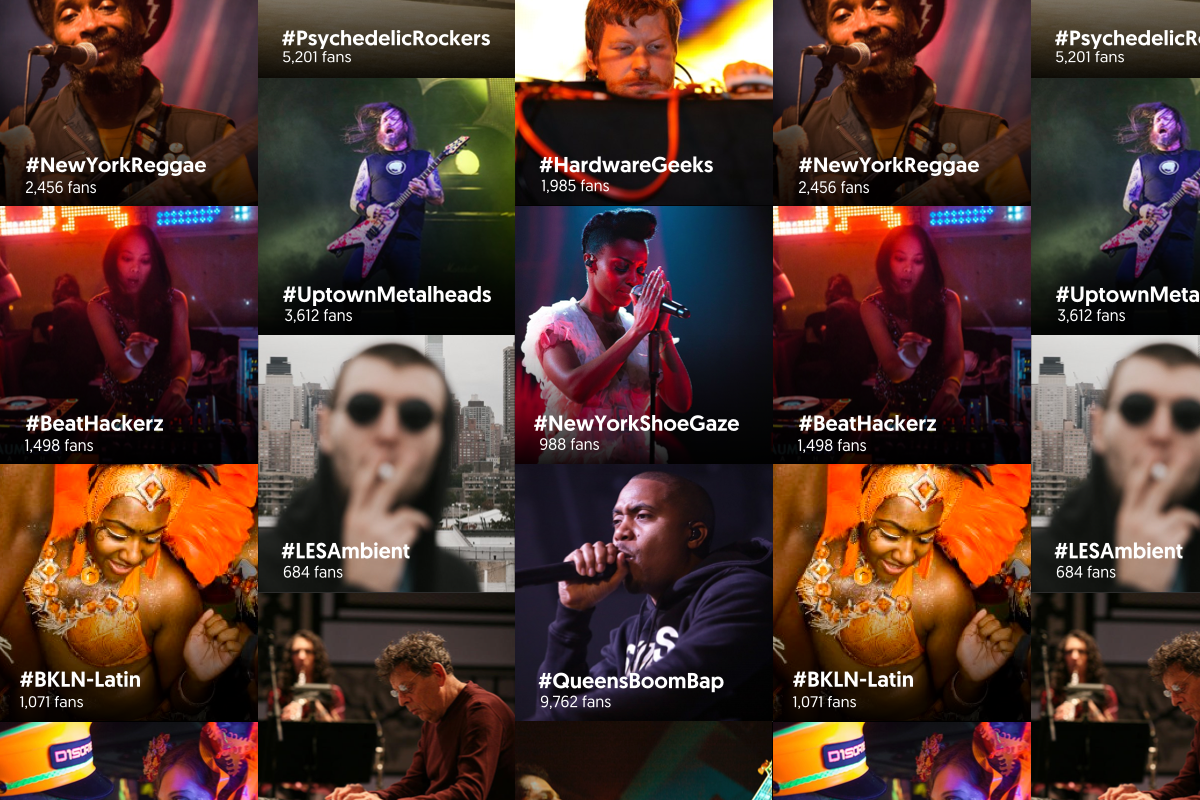 #PsychedelicRockers
5,201 fans
#PsychedelicR
5,201 fans
#NewYorkReggae
2,456 fans
#HardwareGeeks
1,985 fans
#NewYorkReggae
2,456 fans
#UptownMetalheads
3,612 fans
#UptownMeta
3,612 fans
#BeatHackerz
1,498 fans
#NewYorkShoeGaze
988 fans
#BeatHackerz
1,498 fans
#LESAmbient
684 fans
#LESAmbient
684 fans
#BKLN-Latin
1,071 fans
#QueensBoomBap
9,762 fans
#BKLN-Latin
1,071 fans